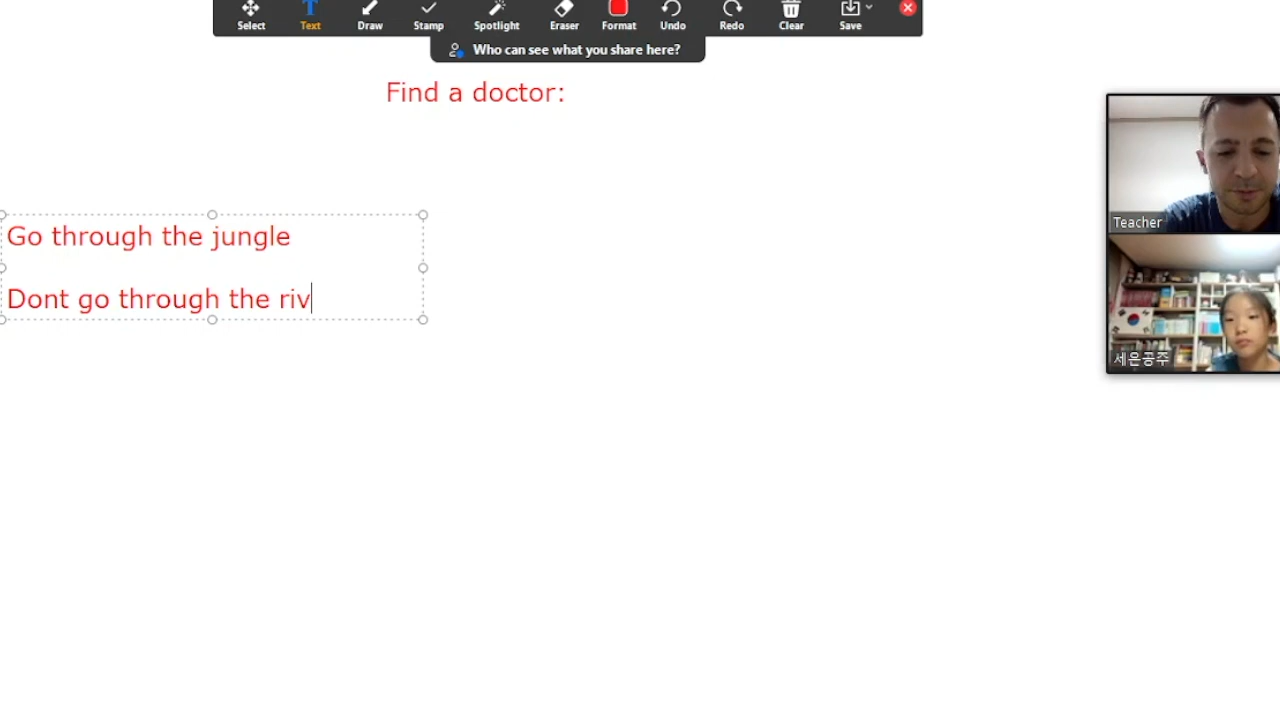 Select Text Draw Stamp Spotlight Eraser Format Undo Redo Clear Save
Who can see what you share here?
Find a doctor:
Go through the jungle
Dont go through the riv
Teacher
세은공주